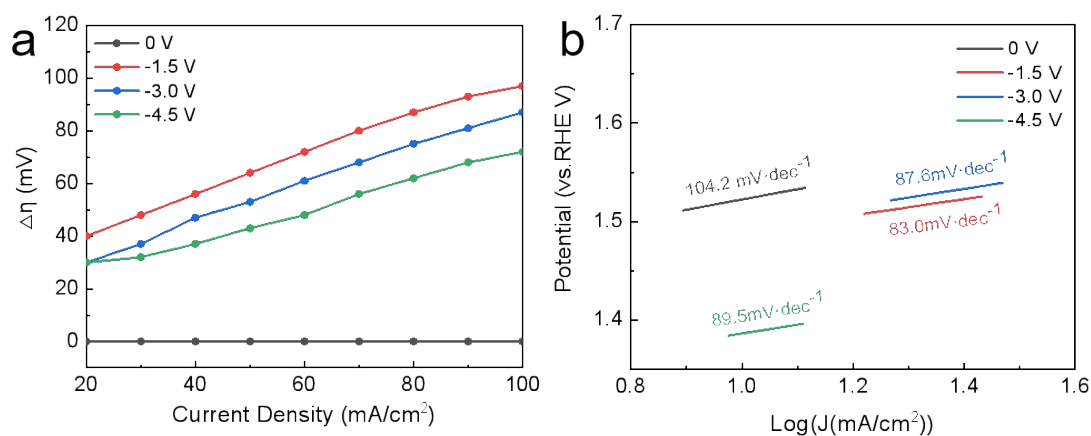 a
120
100
80
60
40
20
0
Δη (mV)
0 V
-1.5 V
-3.0 V
-4.5 V
20 40 60 80 100
Current Density (mA/cm²)
b
1.7
1.6
1.5
1.4
Potential (vs.RHE V)
0 V
-1.5 V
-3.0 V
-4.5 V
104.2 mV·dec⁻¹
87.6mV·dec⁻¹
83.0mV·dec⁻¹
89.5mV·dec⁻¹
0.8 1.0 1.2 1.4 1.6
Log(J(mA/cm²))